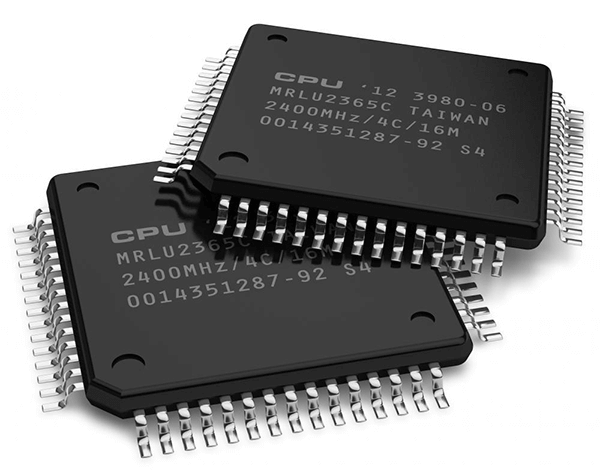 CPU '12 3980-06
MRLU2365C TAIWAN
2400MHz/4C/16M
0014351287-92 S4
CPU
MRLU2365C
2400MHZ/4C/16M
0014351287-92 S4